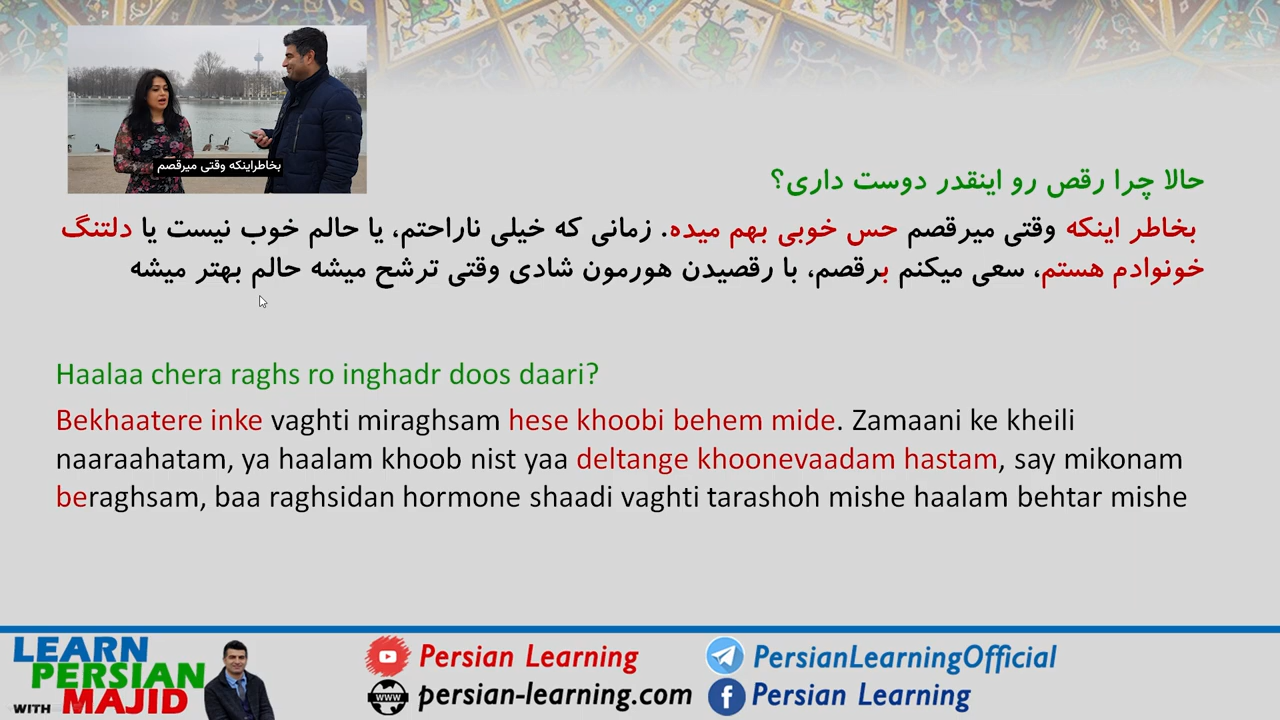 بخاطراینکه وقتی میرقصم
حالا چرا رقص رو اینقدر دوست داری؟
بخاطر اینکه وقتی میرقصم حس خوبی بهم میده. زمانی که خیلی ناراحتم، یا حالم خوب نیست یا دلتنگ
خونوادم هستم، سعی میکنم برقصم، با رقصیدن هورمون شادی وقتی ترشح میشه حالم بهتر میشه
Haalaa chera raghs ro inghadr doos daari?
Bekhaatere inke vaghti miraghsam hese khoobi behem mide. Zamaani ke kheili
naaraahatam, ya haalam khoob nist yaa deltange khoonevaadam hastam, say mikonam
beraghsam, baa raghsidan hormone shaadi vaghti tarashoh mishe haalam behtar mishe
LEARN
PERSIAN
WITH MAJID
Persian Learning
WWW persian-learning.com
PersianLearningOfficial
Persian Learning